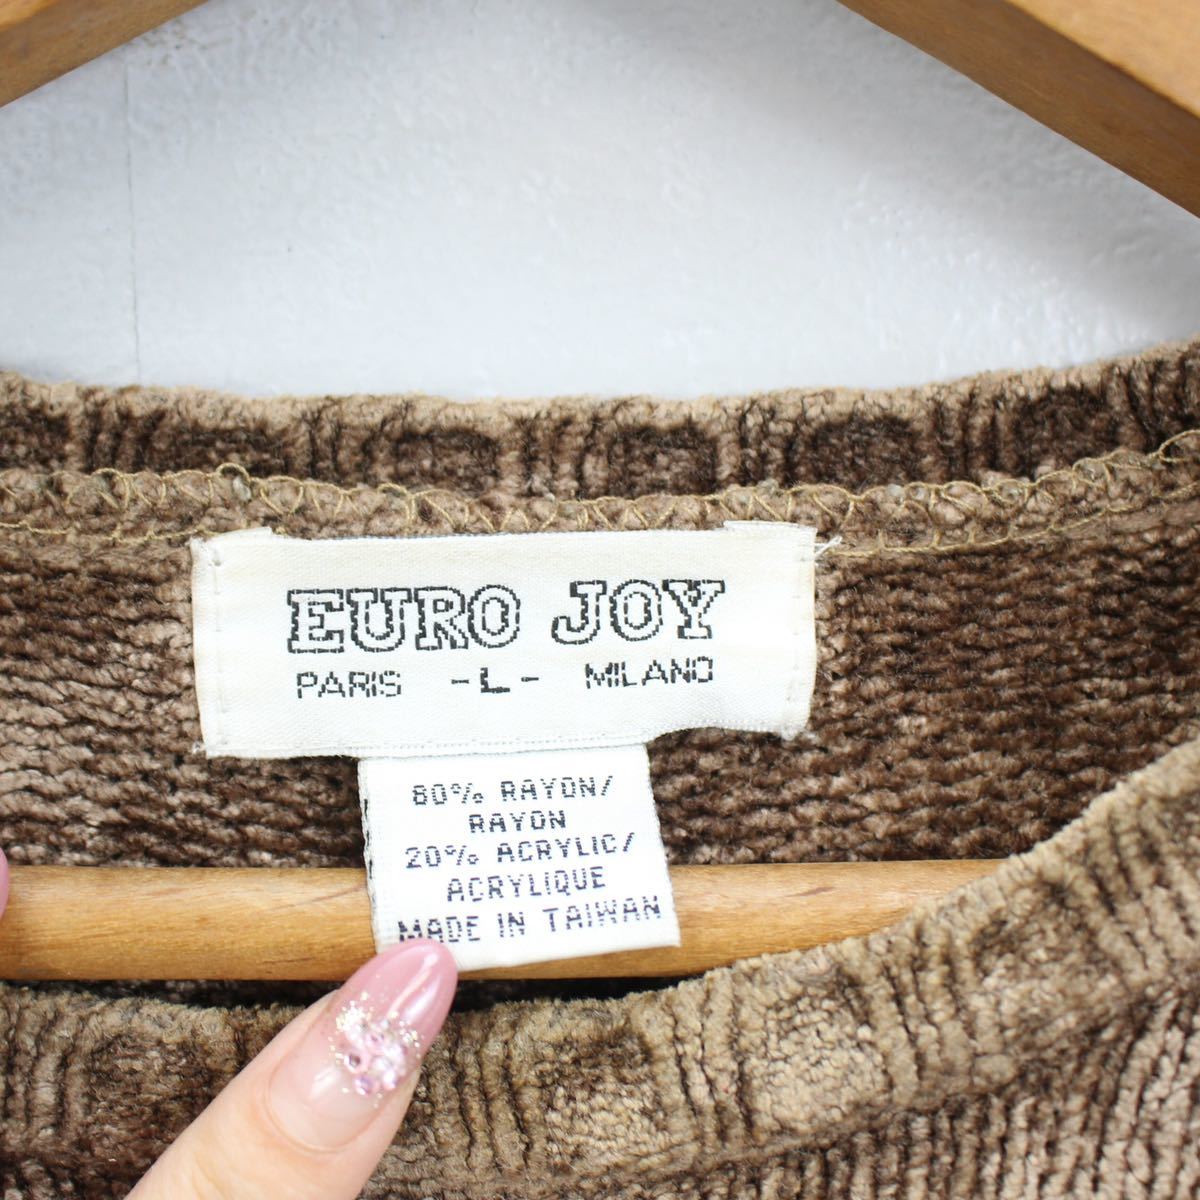 EURO JOY
PARIS -L- MILANO
80% RAYON/
RAYON
20% ACRYLIC/
ACRYLIQUE
MADE IN TAIWAN